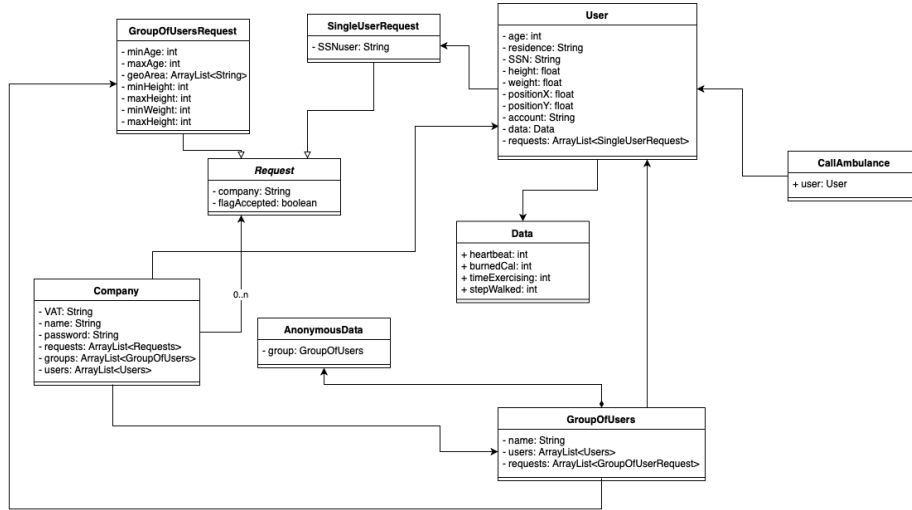 GroupOfUsersRequest
- minAge: int
- maxAge: int
- geoArea: ArrayList<String>
- minHeight: int
- maxHeight: int
- minWeight: int
- maxHeight: int
SingleUserRequest
- SSNuser: String
User
- age: int
- residence: String
- SSN: String
- height: float
- weight: float
- positionX: float
- positionY: float
- account: String
- data: Data
- requests: ArrayList<SingleUserRequest>
CallAmbulance
+ user: User
Request
- company: String
- flagAccepted: boolean
Data
+ heartbeat: int
+ burnedCal: int
+ timeExercising: int
+ stepWalked: int
Company
- VAT: String
- name: String
- password: String
- requests: ArrayList<Requests>
- groups: ArrayList<GroupOfUsers>
- users: ArrayList<Users>
0..n
AnonymousData
- group: GroupOfUsers
GroupOfUsers
- name: String
- users: ArrayList<Users>
- requests: ArrayList<GroupOfUserRequest>